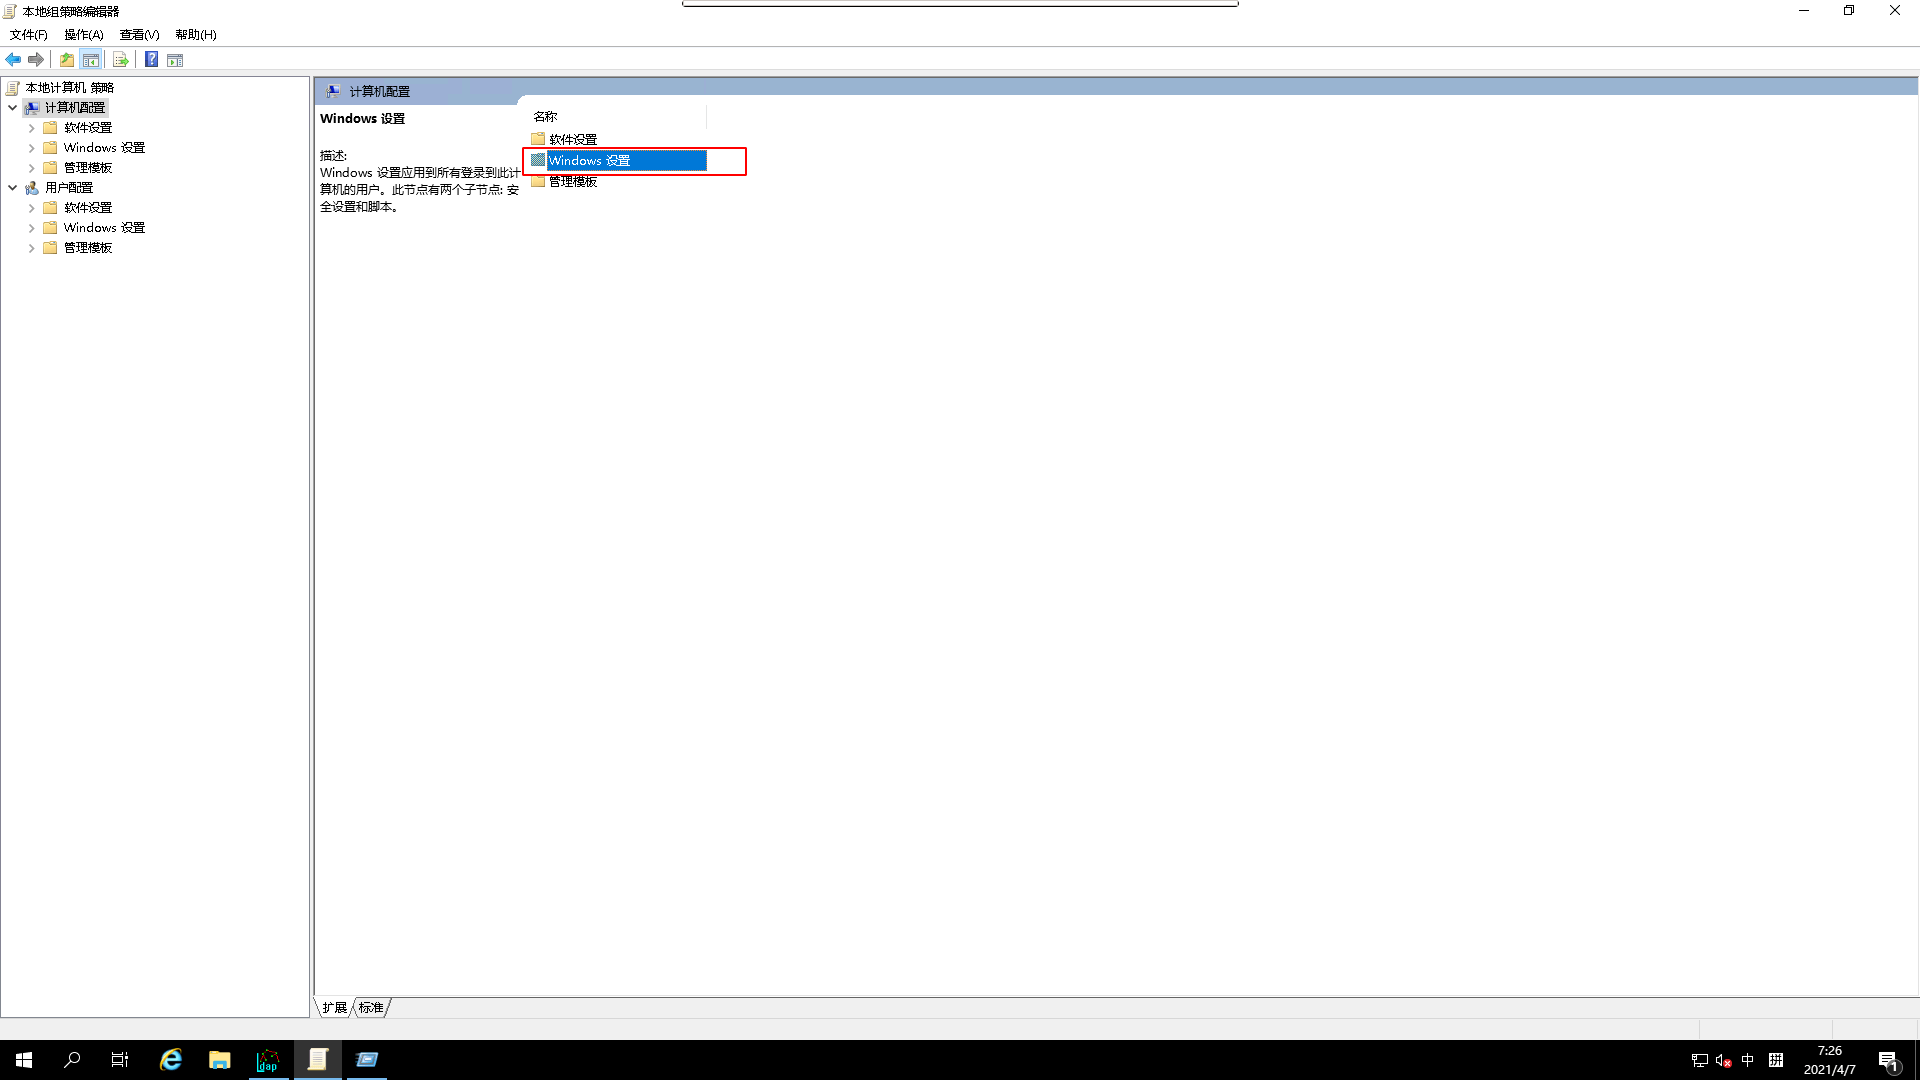 本地组策略编辑器
文件(F) 操作(A) 查看(V) 帮助(H)
本地计算机 策略
计算机配置
软件设置
Windows 设置
管理模板
用户配置
软件设置
Windows 设置
管理模板
计算机配置
Windows 设置
描述:
Windows 设置应用到所有登录到此计
算机的用户。此节点有两个子节点: 安
全设置和脚本。
名称
软件设置
Windows 设置
管理模板
扩展 标准
ldap
中 拼
7:26
2021/4/7
1